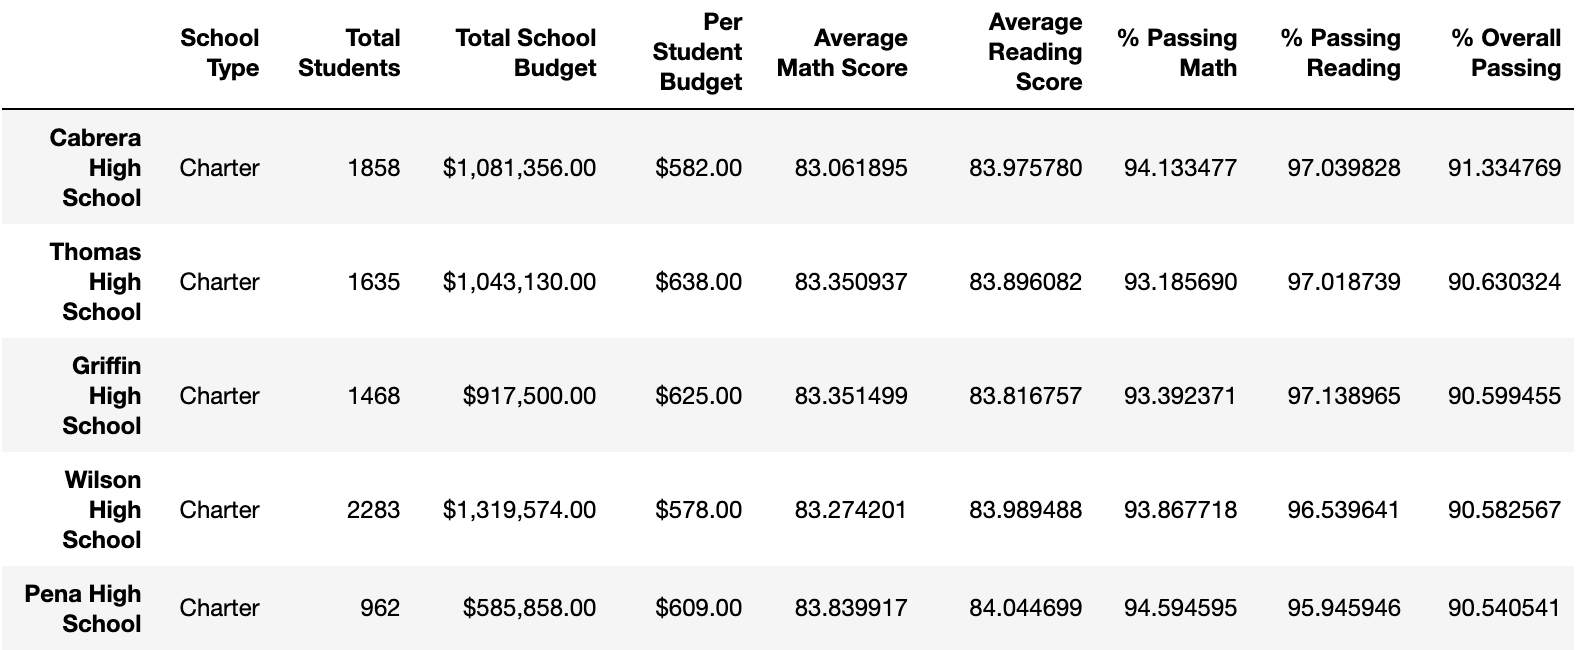 School Type Total Students Total School Budget Per Student Budget Average Math Score Average Reading Score % Passing Math % Passing Reading % Overall Passing
Cabrera High School Charter 1858 $1,081,356.00 $582.00 83.061895 83.975780 94.133477 97.039828 91.334769
Thomas High School Charter 1635 $1,043,130.00 $638.00 83.350937 83.896082 93.185690 97.018739 90.630324
Griffin High School Charter 1468 $917,500.00 $625.00 83.351499 83.816757 93.392371 97.138965 90.599455
Wilson High School Charter 2283 $1,319,574.00 $578.00 83.274201 83.989488 93.867718 96.539641 90.582567
Pena High School Charter 962 $585,858.00 $609.00 83.839917 84.044699 94.594595 95.945946 90.540541